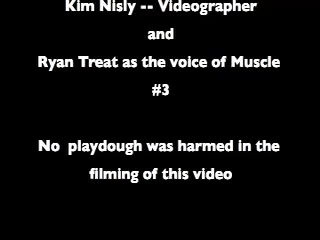 Kim Nisly -- Videographer
and
Ryan Treat as the voice of Muscle
#3
No playdough was harmed in the
filming of this video